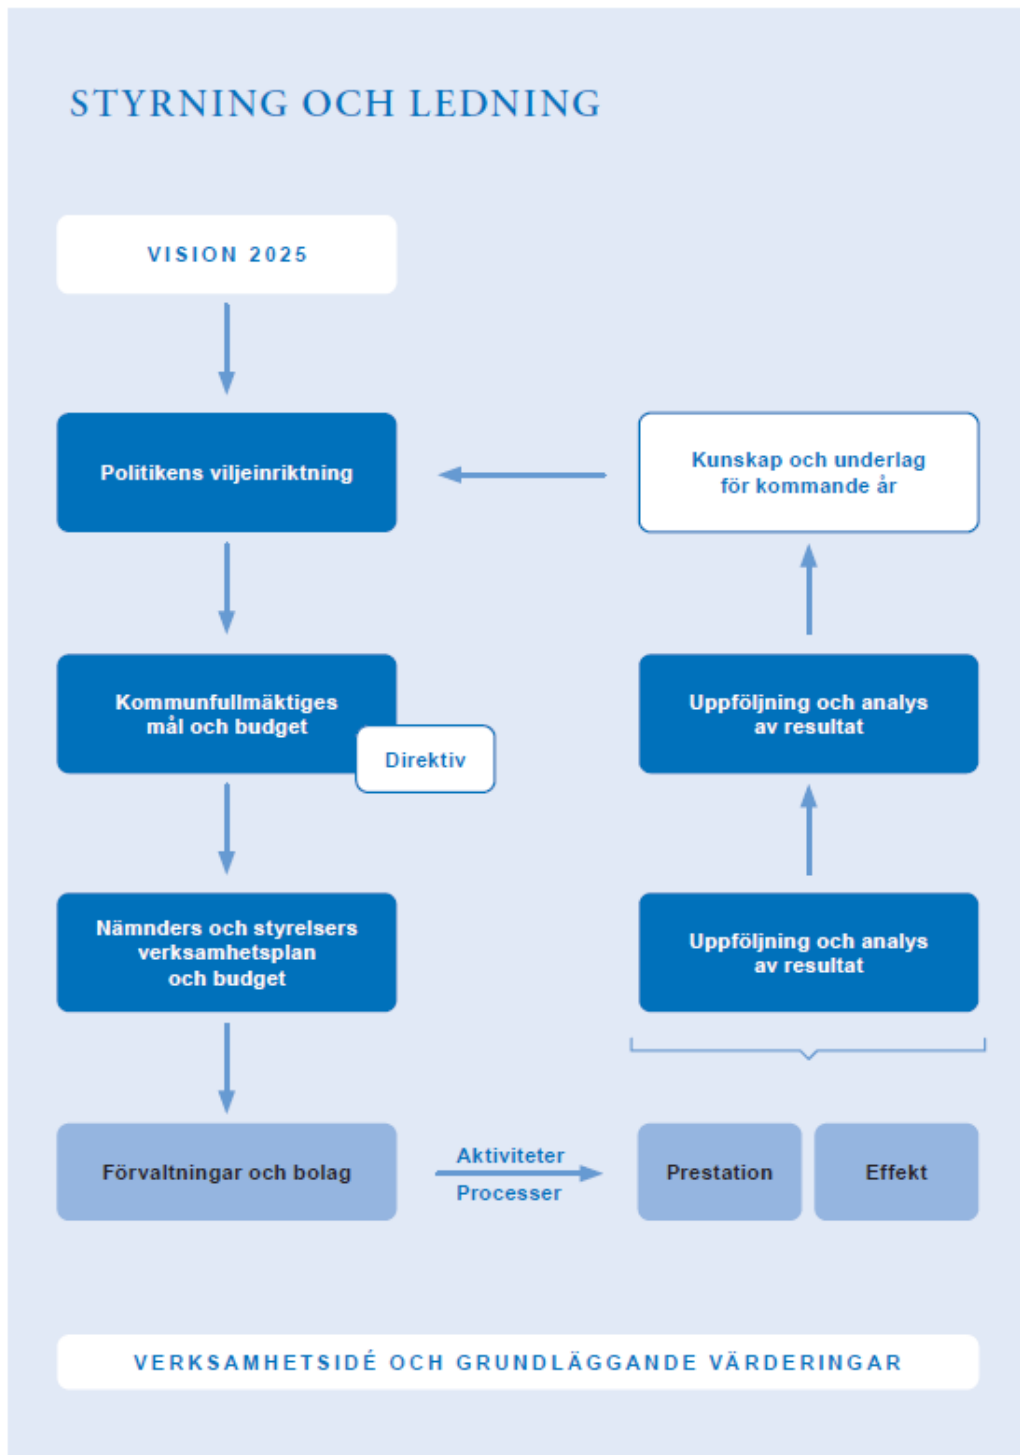 STYRNING OCH LEDNING
VISION 2025
Politikens viljeinriktning
Kunskap och underlag
för kommande år
Kommunfullmäktiges
mål och budget
Direktiv
Uppföljning och analys
av resultat
Nämnders och styrelsers
verksamhetsplan
och budget
Uppföljning och analys
av resultat
Förvaltningar och bolag
Aktiviteter
Processer
Prestation
Effekt
VERKSAMHETSIDÉ OCH GRUNDLÄGGANDE VÄRDERINGAR